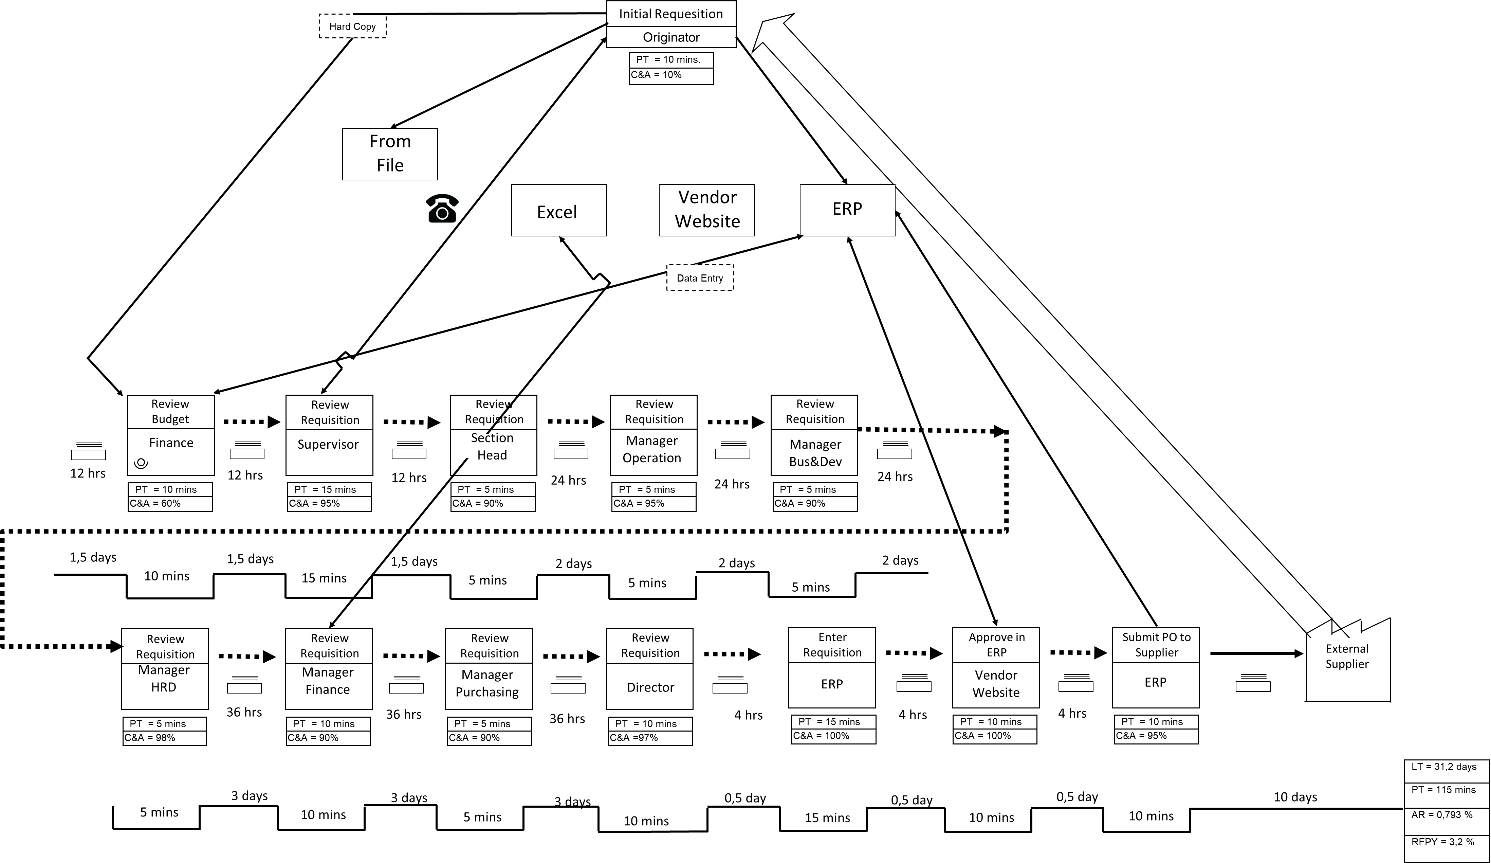 Initial Requesition
Originator
PT = 10 mins.
C&A = 10%
Hard Copy
From
File
Excel
Vendor
Website
ERP
Data Entry
Review
Budget
Finance
PT = 10 mins
C&A = 60%
Review
Requisition
Supervisor
PT = 15 mins
C&A = 95%
Review
Requisition
Section
Head
PT = 5 mins
C&A = 90%
Review
Requisition
Manager
Operation
PT = 5 mins
C&A = 95%
Review
Requisition
Manager
Bus&Dev
PT = 5 mins
C&A = 90%
12 hrs
12 hrs
12 hrs
24 hrs
24 hrs
24 hrs
1,5 days
10 mins
1,5 days
15 mins
1,5 days
5 mins
2 days
5 mins
2 days
5 mins
2 days
Review
Requisition
Manager
HRD
PT = 5 mins
C&A = 98%
Review
Requisition
Manager
Finance
PT = 10 mins
C&A = 90%
Review
Requisition
Manager
Purchasing
PT = 5 mins
C&A = 90%
Review
Requisition
Director
PT = 10 mins
C&A =97%
Enter
Requisition
ERP
PT = 15 mins
C&A = 100%
Approve in
ERP
Vendor
Website
PT = 10 mins
C&A = 100%
Submit PO to
Supplier
ERP
PT = 10 mins
C&A = 95%
External
Supplier
36 hrs
36 hrs
36 hrs
4 hrs
4 hrs
4 hrs
5 mins
3 days
10 mins
3 days
5 mins
3 days
10 mins
0,5 day
15 mins
0,5 day
10 mins
0,5 day
10 mins
10 days
LT = 31,2 days
PT = 115 mins
AR = 0,793 %
RFPY = 3,2 %